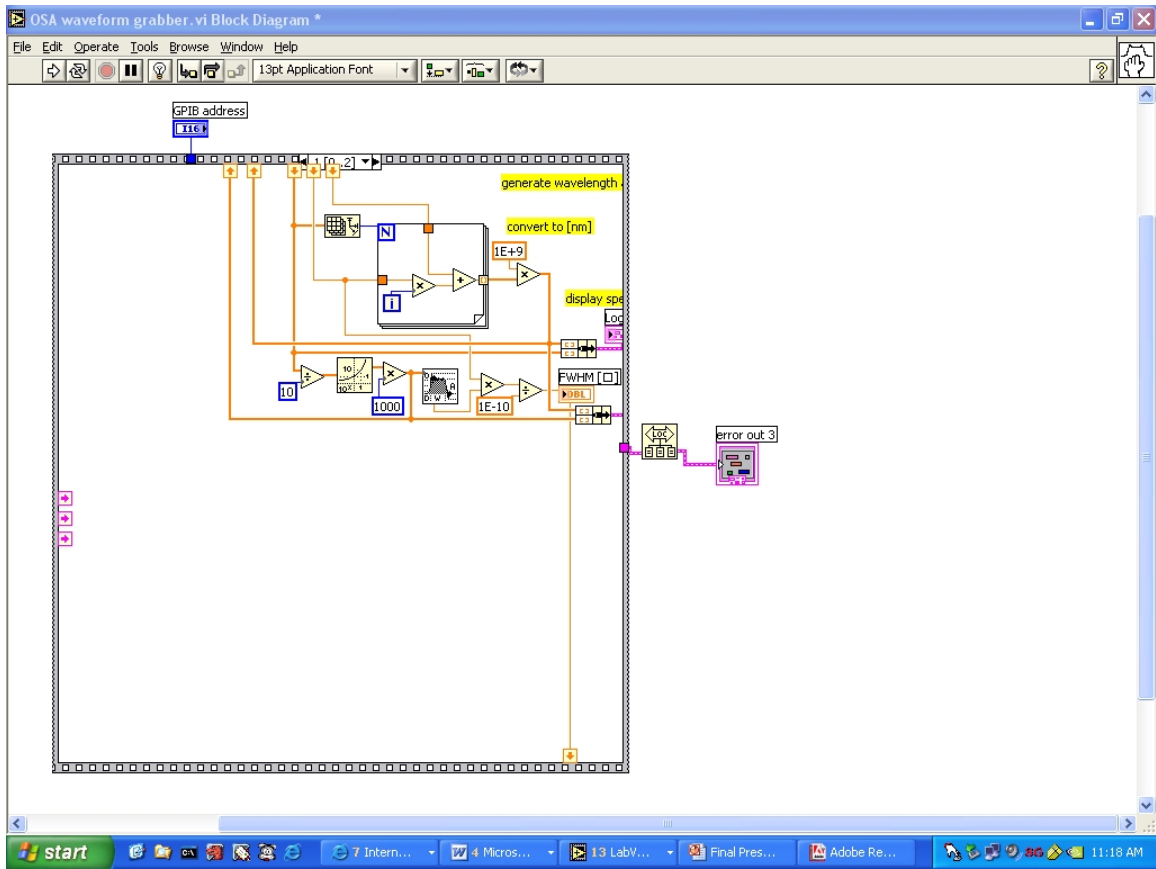 OSA waveform grabber.vi Block Diagram *
File Edit Operate Tools Browse Window Help
13pt Application Font
GPIB address
I16
1 [0..2]
generate wavelength
convert to [nm]
N
1E+9
i
display spe
Loc
10
1000
FWHM [□]
1E-10
DBL
LOC
error out 3
start
7 Intern...
4 Micros...
13 LabV...
Final Pres...
Adobe Re...
11:18 AM